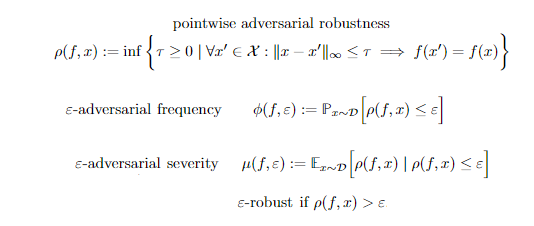 pointwise adversarial robustness
ρ(f, x) := inf { τ ≥ 0 | ∀x′ ∈ 𝒳 : ‖x − x′‖∞ ≤ τ ⟹ f(x′) = f(x) }
ε-adversarial frequency ϕ(f, ε) := ℙₓ∼𝒟[ρ(f, x) ≤ ε]
ε-adversarial severity μ(f, ε) := 𝔼ₓ∼𝒟[ρ(f, x) | ρ(f, x) ≤ ε]
ε-robust if ρ(f, x) > ε